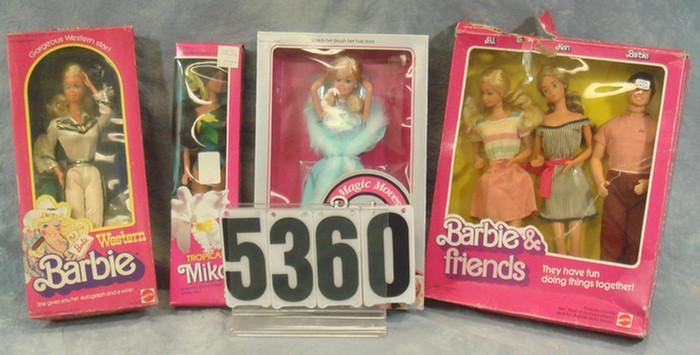 Gorgeous Western star!
Western
Barbie
She gives you her autograph and a wink!
TROPICAL
Mik
Magic Moves
5360
P.J.
Ken
Barbie
Barbie &
friends
They have fun
doing things together!